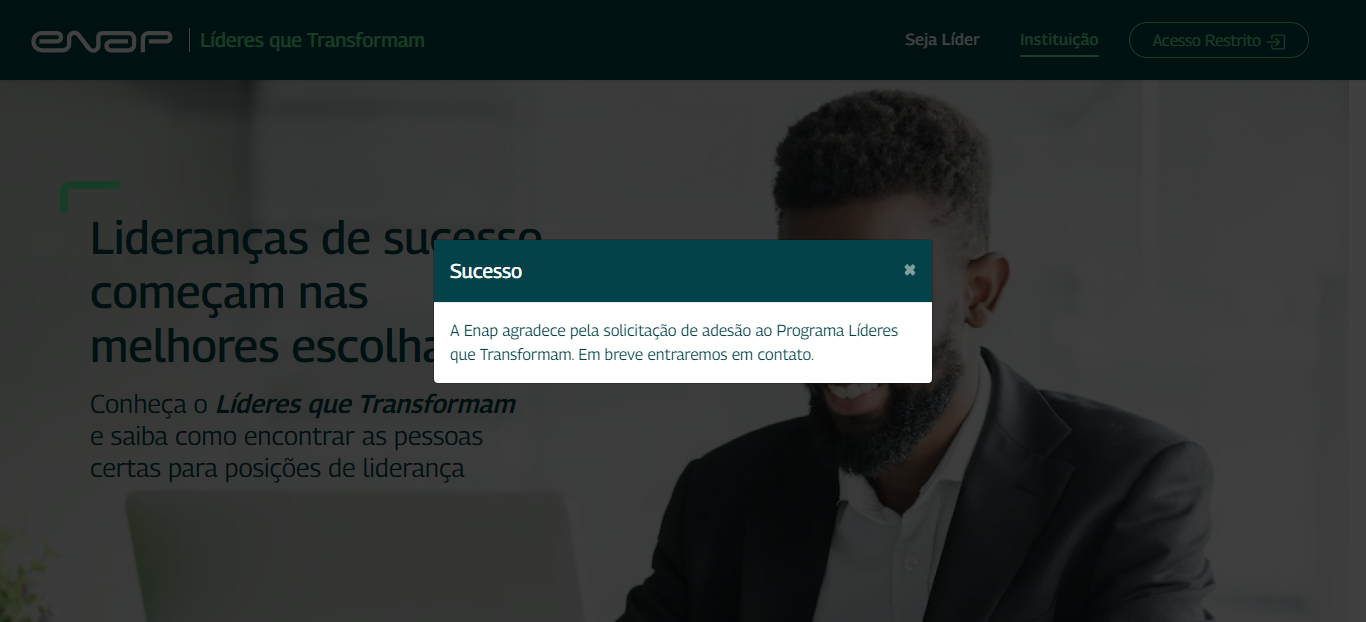 enap | Líderes que Transformam
Seja Líder
Instituição
Acesso Restrito
Lideranças de sucesso
começam nas
melhores escolha
Conheça o Líderes que Transformam
e saiba como encontrar as pessoas
certas para posições de liderança
Sucesso
A Enap agradece pela solicitação de adesão ao Programa Líderes
que Transformam. Em breve entraremos em contato.